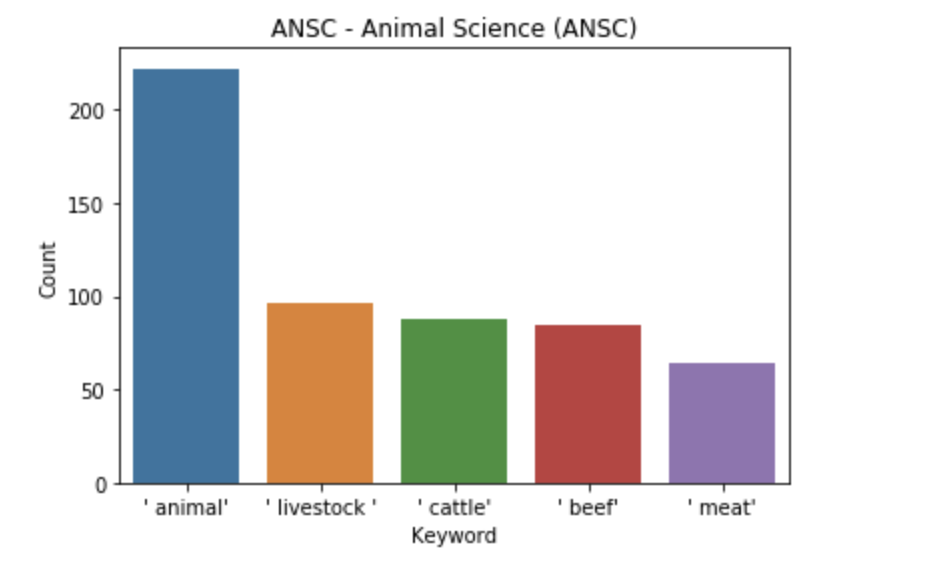 ANSC - Animal Science (ANSC)
Count
200
150
100
50
0
' animal' ' livestock ' ' cattle' ' beef' ' meat'
Keyword